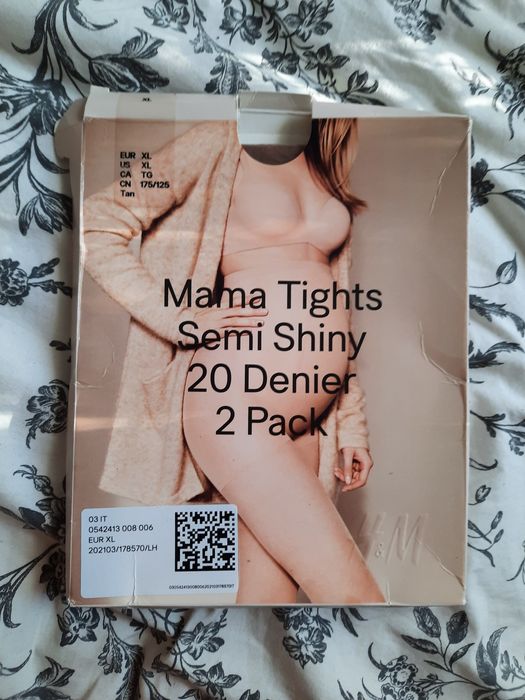 XL
EUR XL
US XL
CA TG
CN 175/125
Tan
Mama Tights
Semi Shiny
20 Denier
2 Pack
H&M
03 IT
0542413 008 006
EUR XL
202103/178570/LH